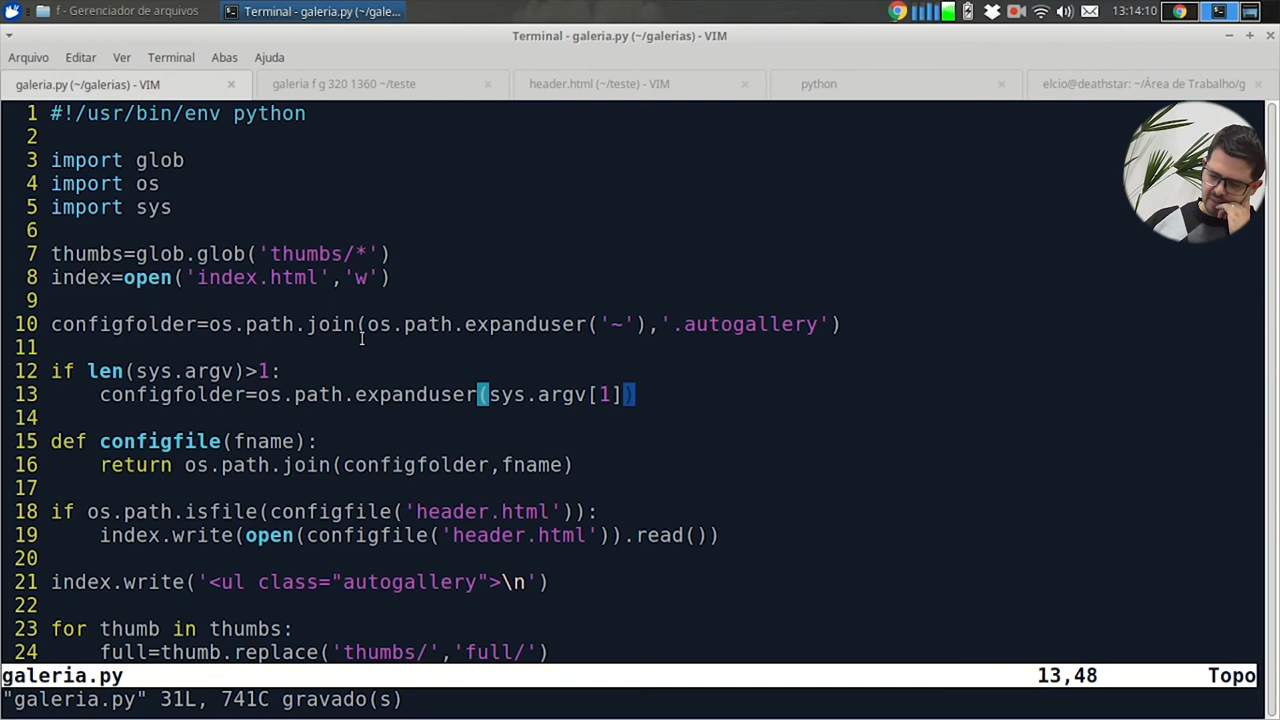 f - Gerenciador de arquivos
Terminal - galeria.py (~/gale...
13:14:10
Terminal - galeria.py (~/galerias) - VIM
Arquivo Editar Ver Terminal Abas Ajuda
galeria.py (~/galerias) - VIM
galeria f g 320 1360 ~/teste
header.html (~/teste) - VIM
python
elcio@deathstar: ~/Área de Trabalho/g
1 #!/usr/bin/env python
2
3 import glob
4 import os
5 import sys
6
7 thumbs=glob.glob('thumbs/*')
8 index=open('index.html','w')
9
10 configfolder=os.path.join(os.path.expanduser('~'),'.autogallery')
11
12 if len(sys.argv)>1:
13     configfolder=os.path.expanduser(sys.argv[1])
14
15 def configfile(fname):
16     return os.path.join(configfolder,fname)
17
18 if os.path.isfile(configfile('header.html')):
19     index.write(open(configfile('header.html')).read())
20
21 index.write('<ul class="autogallery">\n')
22
23 for thumb in thumbs:
24     full=thumb.replace('thumbs/','full/')
galeria.py 13,48 Topo
"galeria.py" 31L, 741C gravado(s)